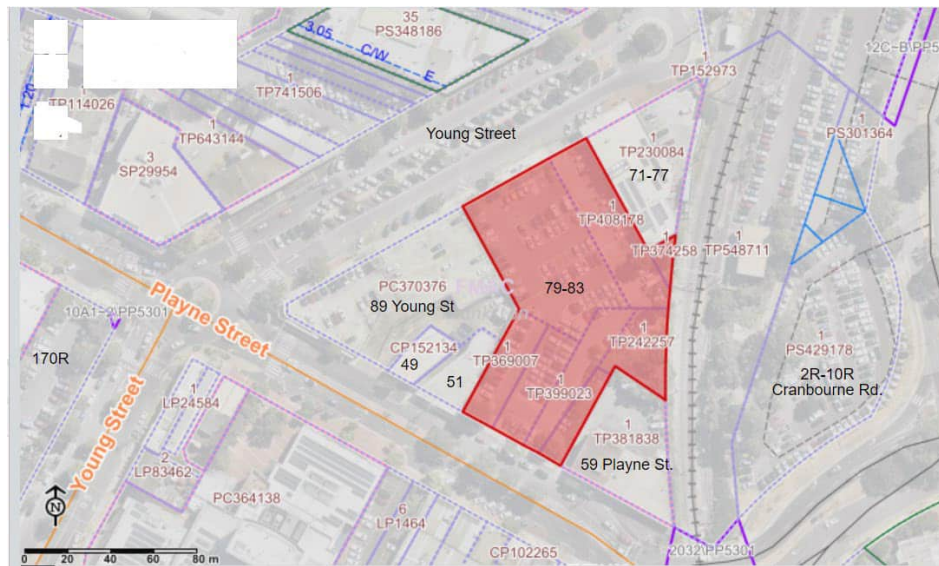 35
PS348186
3.05
C/W
E
1
TP152973
12C~B\PP5
1.20
1
TP114026
1
TP741506
1
TP643144
Young Street
1
TP230084
71-77
1
PS301364
3
SP29954
1
TP408178
1
TP374258
1
TP548711
PC370376
89 Young St
79-83
Playne Street
10A1~9\PP5301
CP152134
49
51
1
TP369007
1
TP242257
1
PS429178
2R-10R
Cranbourne Rd.
170R
1
TP399023
Young Street
1
LP24584
2
LP83462
1
TP381838
59 Playne St.
PC364138
6
LP1464
CP102265
2032\PP5301
N
0 20 40 60 80 m